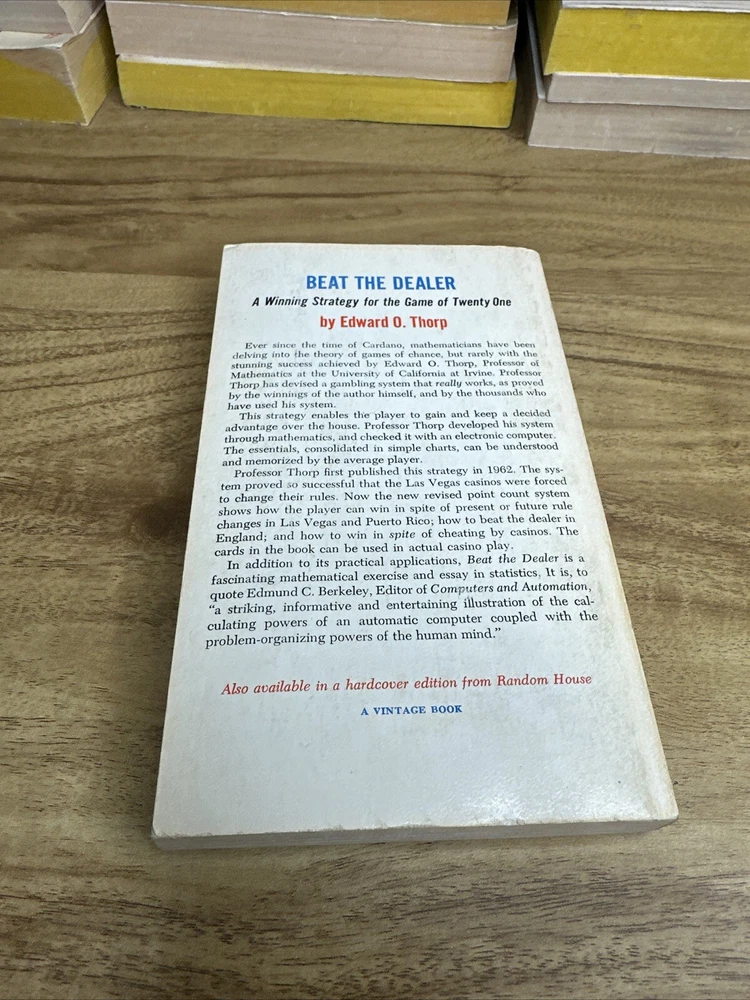 BEAT THE DEALER
A Winning Strategy for the Game of Twenty One
by Edward O. Thorp
Ever since the time of Cardano, mathematicians have been
delving into the theory of games of chance, but rarely with the
stunning success achieved by Edward O. Thorp, Professor of
Mathematics at the University of California at Irvine. Professor
Thorp has devised a gambling system that really works, as proved
by the winnings of the author himself, and by the thousands who
have used his system.
This strategy enables the player to gain and keep a decided
advantage over the house. Professor Thorp developed his system
through mathematics, and checked it with an electronic computer.
The essentials, consolidated in simple charts, can be understood
and memorized by the average player.
Professor Thorp first published this strategy in 1962. The sys-
tem proved so successful that the Las Vegas casinos were forced
to change their rules. Now the new revised point count system
shows how the player can win in spite of present or future rule
changes in Las Vegas and Puerto Rico; how to beat the dealer in
England; and how to win in spite of cheating by casinos. The
cards in the book can be used in actual casino play.
In addition to its practical applications, Beat the Dealer is a
fascinating mathematical exercise and essay in statistics. It is, to
quote Edmund C. Berkeley, Editor of Computers and Automation,
“a striking, informative and entertaining illustration of the cal-
culating powers of an automatic computer coupled with the
problem-organizing powers of the human mind.”
Also available in a hardcover edition from Random House
A VINTAGE BOOK